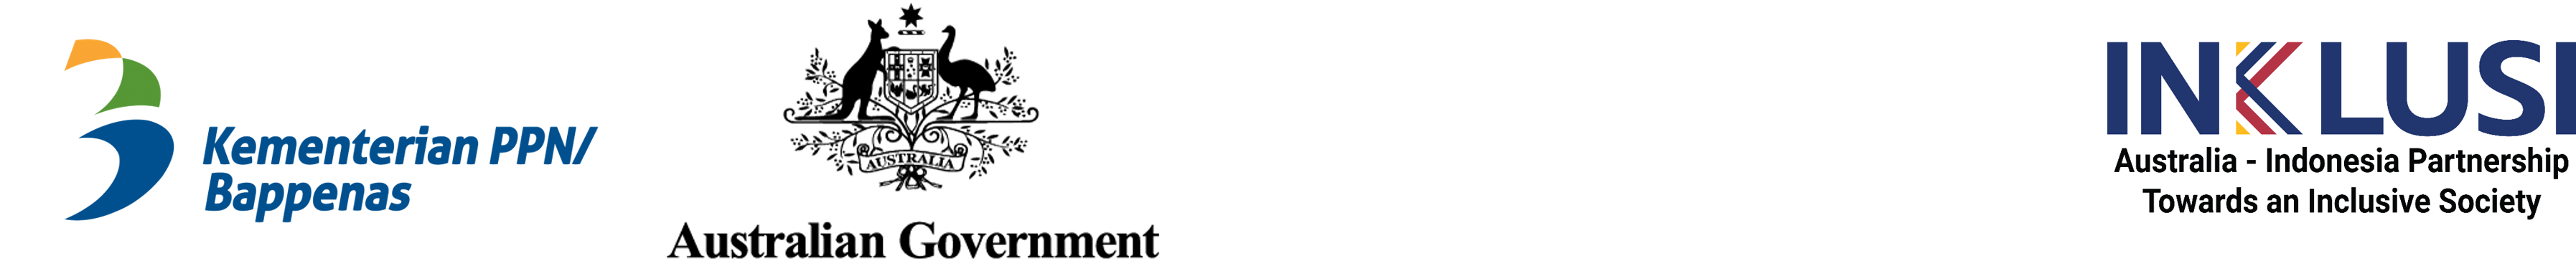 Kementerian PPN/
Bappenas
AUSTRALIA
Australian Government
INKLUSI
Australia - Indonesia Partnership
Towards an Inclusive Society